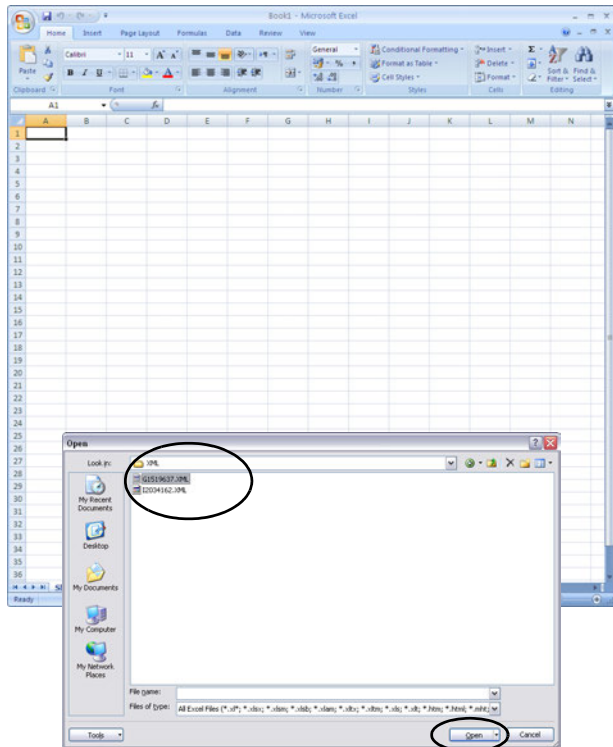 Book1 - Microsoft Excel
Home Insert Page Layout Formulas Data Review View
Calibri 11 A A General Conditional Formatting Insert Σ
Paste B I U A $ % , Format as Table Delete Sort & Filter Find & Select
Cell Styles Format
Clipboard Font Alignment Number Styles Cells Editing
A1 fx
A B C D E F G H I J K L M N
1
2
3
4
5
6
7
8
9
10
11
12
13
14
15
16
17
18
19
20
21
22
23
24
25
26
27
28
29
30
31
32
33
34
35
36
Ready
Open
Look in: XML
G1519637.XML
I2034162.XML
My Recent Documents
Desktop
My Documents
My Computer
My Network Places
File name:
Files of type: All Excel Files (*.xl*; *.xlsx; *.xlsm; *.xlsb; *.xlam; *.xltx; *.xltm; *.xls; *.xlt; *.htm; *.html; *.mht;
Tools Open Cancel